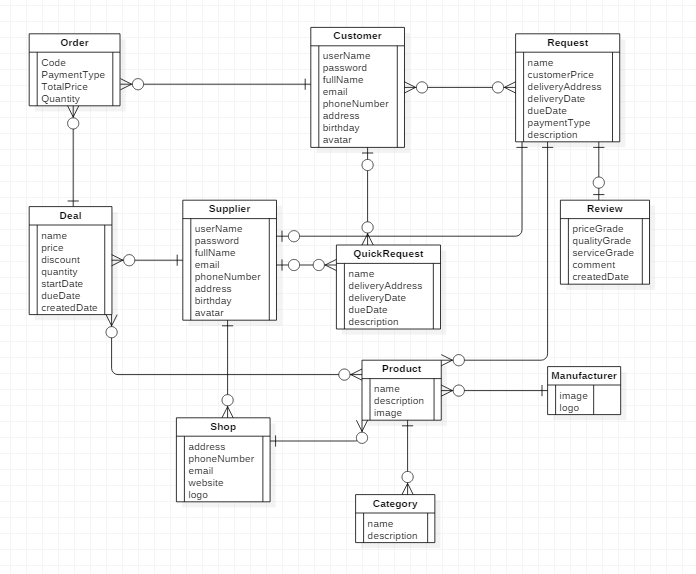 Order
Code
PaymentType
TotalPrice
Quantity
Customer
userName
password
fullName
email
phoneNumber
address
birthday
avatar
Request
name
customerPrice
deliveryAddress
deliveryDate
dueDate
paymentType
description
Deal
name
price
discount
quantity
startDate
dueDate
createdDate
Supplier
userName
password
fullName
email
phoneNumber
address
birthday
avatar
QuickRequest
name
deliveryAddress
deliveryDate
dueDate
description
Review
priceGrade
qualityGrade
serviceGrade
comment
createdDate
Product
name
description
image
Manufacturer
image
logo
Shop
address
phoneNumber
email
website
logo
Category
name
description